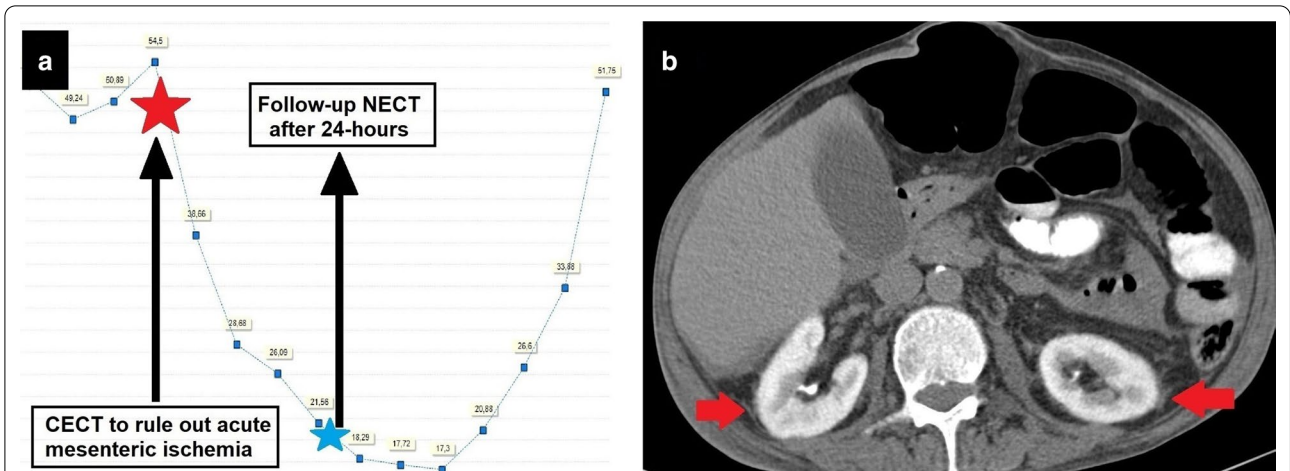 a
54,5
60,89
49,24
Follow-up NECT
after 24-hours
38,66
28,68
26,09
21,56
18,29
17,72
17,3
20,88
26,6
33,88
51,75
CECT to rule out acute
mesenteric ischemia
b